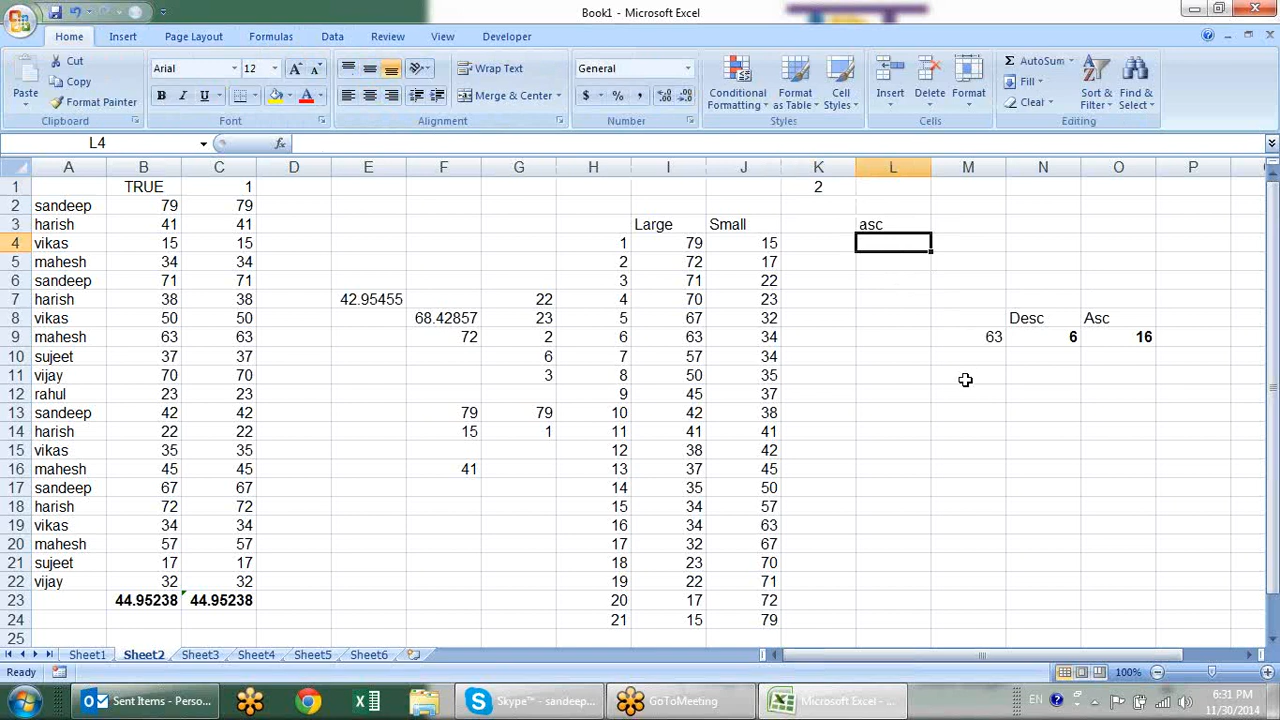 Book1 - Microsoft Excel
Home Insert Page Layout Formulas Data Review View Developer
Paste Cut Copy Format Painter Clipboard
Arial 12 A A B I U A Font
Wrap Text Merge & Center Alignment
General $ % , Number
Conditional Formatting Format as Table Cell Styles Styles
Insert Delete Format Cells
Σ AutoSum Fill Clear Sort & Filter Find & Select Editing
L4 fx
A B C D E F G H I J K L M N O P
1 TRUE 1 2
2 sandeep 79 79
3 harish 41 41 Large Small asc
4 vikas 15 15 1 79 15
5 mahesh 34 34 2 72 17
6 sandeep 71 71 3 71 22
7 harish 38 38 42.95455 22 4 70 23
8 vikas 50 50 68.42857 23 5 67 32 Desc Asc
9 mahesh 63 63 72 2 6 63 34 63 6 16
10 sujeet 37 37 6 7 57 34
11 vijay 70 70 3 8 50 35
12 rahul 23 23 9 45 37
13 sandeep 42 42 79 79 10 42 38
14 harish 22 22 15 1 11 41 41
15 vikas 35 35 12 38 42
16 mahesh 45 45 41 13 37 45
17 sandeep 67 67 14 35 50
18 harish 72 72 15 34 57
19 vikas 34 34 16 34 63
20 mahesh 57 57 17 32 67
21 sujeet 17 17 18 23 70
22 vijay 32 32 19 22 71
23 44.95238 44.95238 20 17 72
24 21 15 79
25
Sheet1 Sheet2 Sheet3 Sheet4 Sheet5 Sheet6
Ready 100%
Sent Items - Perso... Skype™ - sandeep... GoToMeeting Microsoft Excel - ... EN 6:31 PM
11/30/2014